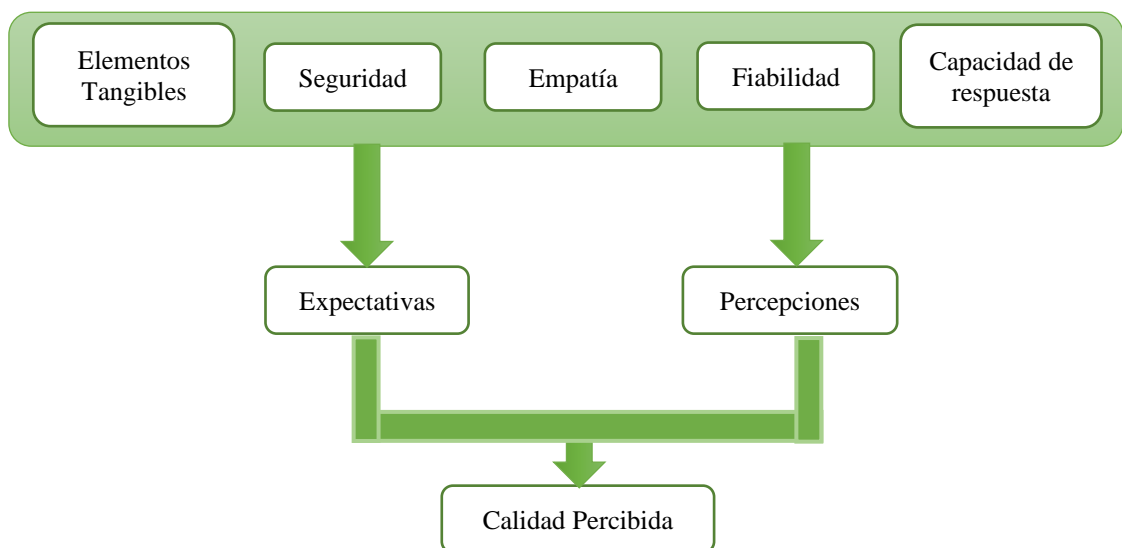 Elementos
Tangibles
Seguridad
Empatía
Fiabilidad
Capacidad de
respuesta
Expectativas
Percepciones
Calidad Percibida